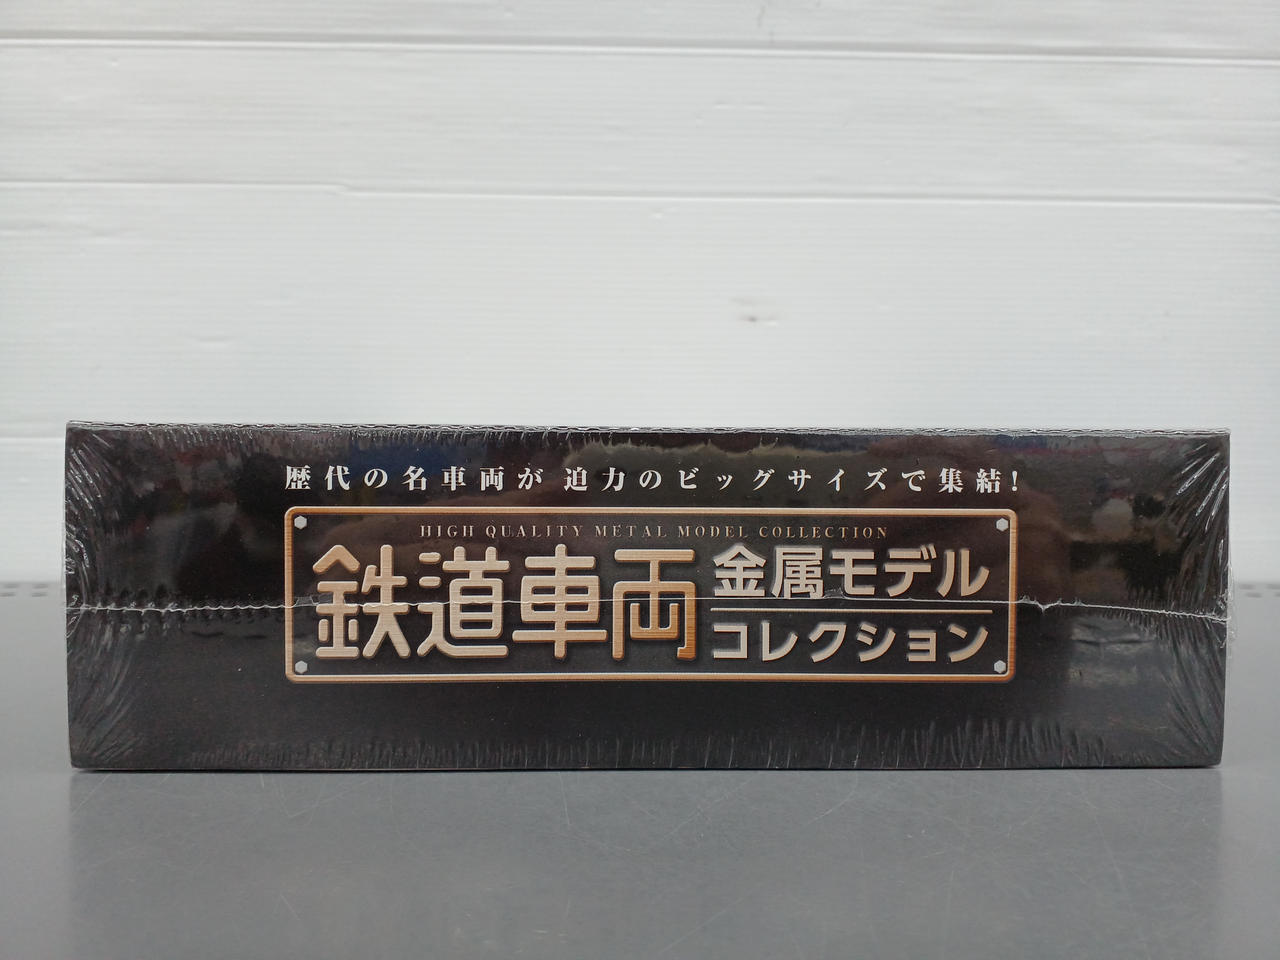 歴代の名車両が迫力のビッグサイズで集結!
HIGH QUALITY METAL MODEL COLLECTION
鉄道車両
金属モデル
コレクション